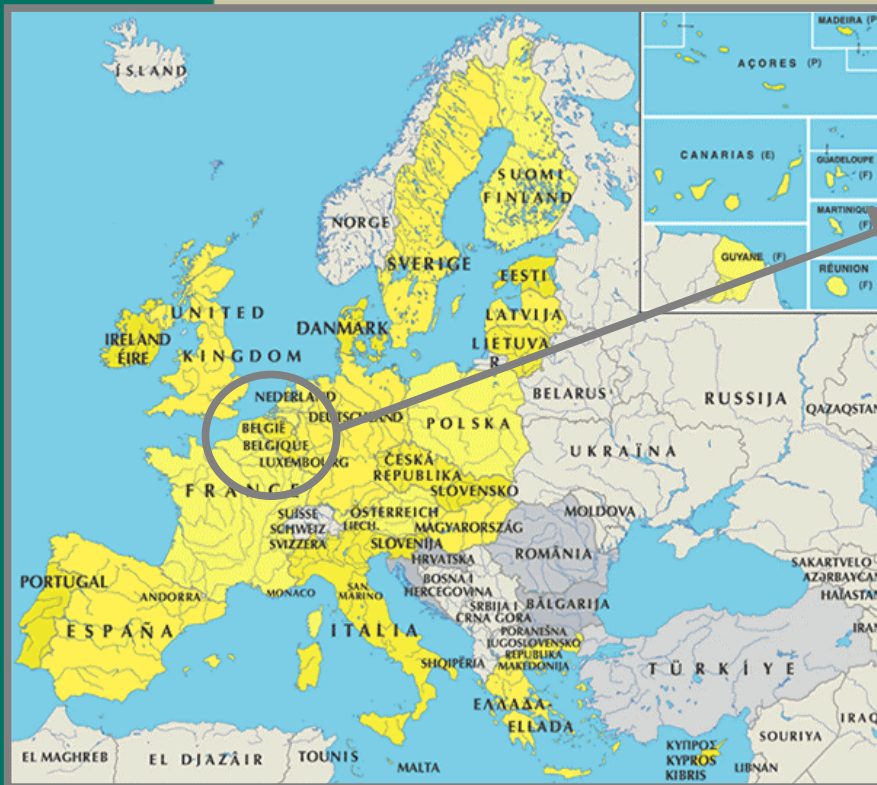 ÍSLAND
NORGE
SVERIGE
SUOMI
FINLAND
EESTI
LATVIJA
LIETUVA
R
DANMARK
UNITED
KINGDOM
IRELAND
ÉIRE
NEDERLAND
DEUTSCHLAND
BELGIË
BELGIQUE
LUXEMBOURG
POLSKA
BELARUS'
RUSSIJA
QAZAQSTAN
UKRAÏNA
ČESKÁ
REPUBLIKA
SLOVENSKO
FRANCE
SUISSE
SCHWEIZ
SVIZZERA
ÖSTERREICH
LIECH.
MAGYARORSZÁG
MOLDOVA
SLOVENIJA
HRVATSKA
ROMÂNIA
BOSNA I
HERCEGOVINA
SRBIJA I
CRNA GORA
BĂLGARIJA
PORANEŠNA
JUGOSLOVENSKO
REPUBLIKA
MAKEDONIJA
SHQIPËRIA
PORTUGAL
ESPAÑA
ANDORRA
MONACO
SAN
MARINO
ITALIA
ΕΛΛΑΔΑ-
ELLADA
TÜRKİYE
SAKARTVELO
AZƏRBAYCAN
HAÏASTAN
IRAN
IRAQ
SOURIYA
LIBNÁN
ΚΥΠΡΟΣ
KYPROS
KIBRIS
MALTA
TOUNIS
EL DJAZÂIR
EL MAGHREB
MADEIRA (P)
AÇORES (P)
CANARIAS (E)
GUADELOUPE
(F)
MARTINIQUE
(F)
GUYANE (F)
RÉUNION
(F)